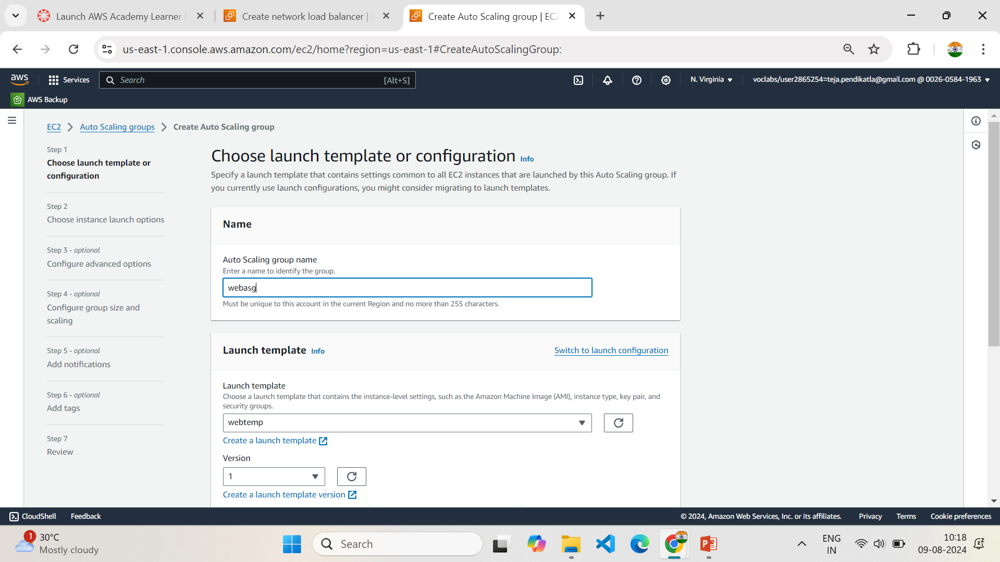 Launch AWS Academy Learner
Create network load balancer |
Create Auto Scaling group | EC2
us-east-1.console.aws.amazon.com/ec2/home?region=us-east-1#CreateAutoScalingGroup:
aws
Services
Search
[Alt+S]
N. Virginia
voclabs/user2865254=teja.pendikatla@gmail.com @ 0026-0584-1963
AWS Backup
EC2
Auto Scaling groups
Create Auto Scaling group
Step 1
Choose launch template or
configuration
Step 2
Choose instance launch options
Step 3 - optional
Configure advanced options
Step 4 - optional
Configure group size and
scaling
Step 5 - optional
Add notifications
Step 6 - optional
Add tags
Step 7
Review
Choose launch template or configuration Info
Specify a launch template that contains settings common to all EC2 instances that are launched by this Auto Scaling group. If
you currently use launch configurations, you might consider migrating to launch templates.
Name
Auto Scaling group name
Enter a name to identify the group.
webasg
Must be unique to this account in the current Region and no more than 255 characters.
Launch template Info
Switch to launch configuration
Launch template
Choose a launch template that contains the instance-level settings, such as the Amazon Machine Image (AMI), instance type, key pair, and
security groups.
webtemp
Create a launch template
Version
1
Create a launch template version
CloudShell
Feedback
© 2024, Amazon Web Services, Inc. or its affiliates.
Privacy
Terms
Cookie preferences
1
30°C
Mostly cloudy
Search
ENG
IN
10:18
09-08-2024